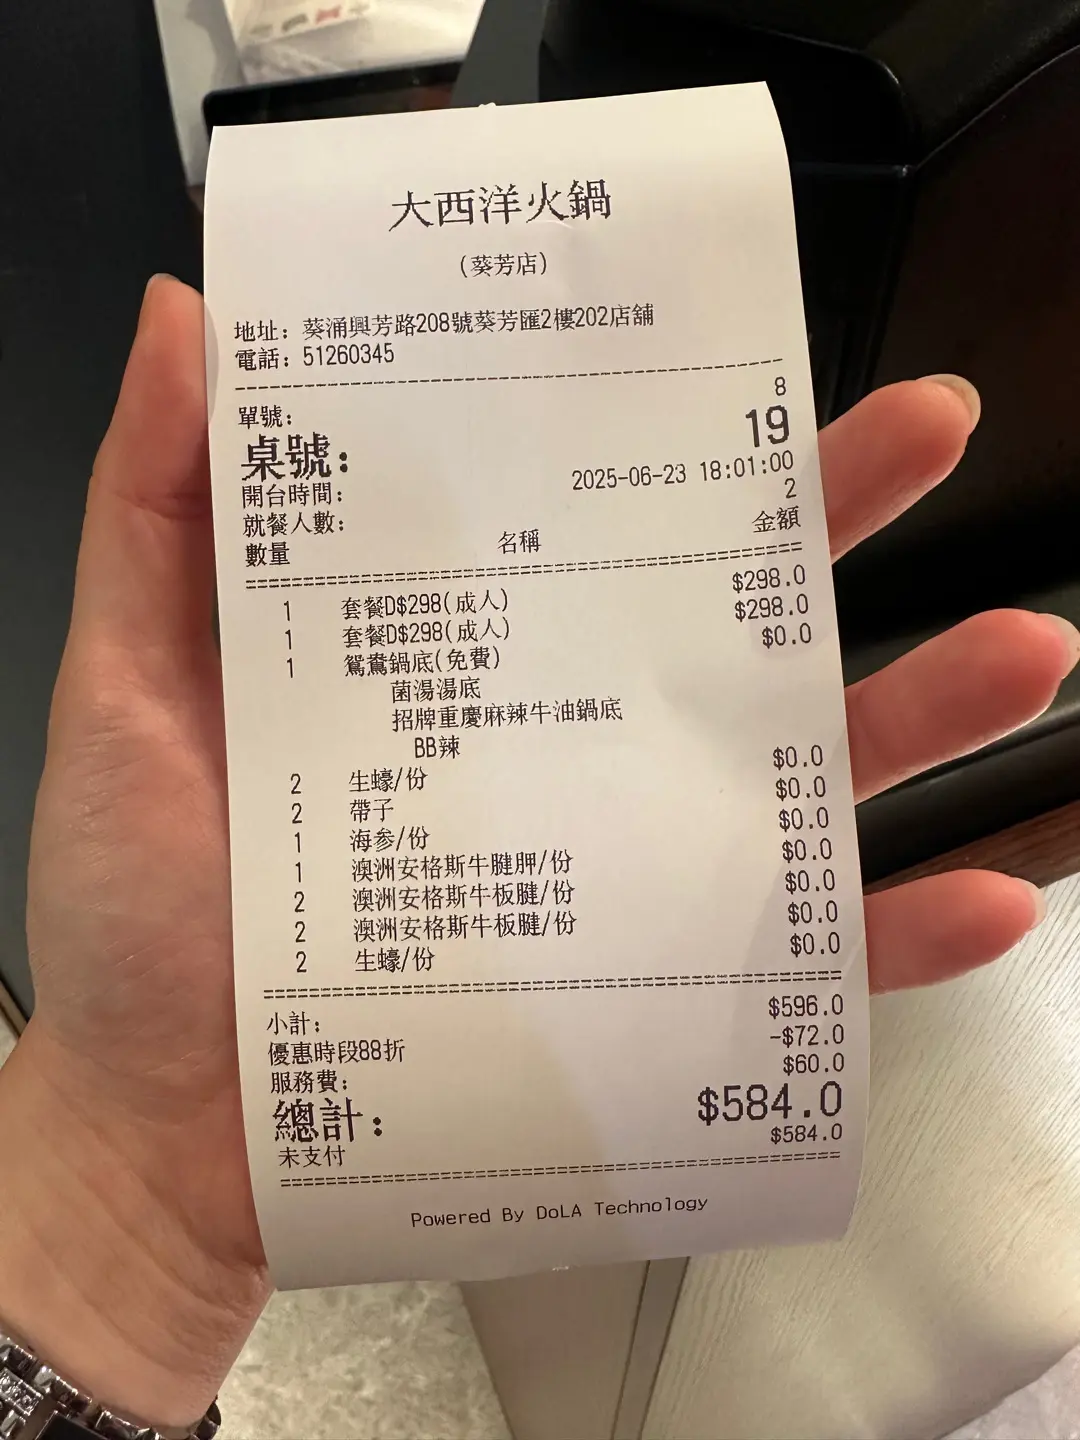 大西洋火鍋
(葵芳店)
地址: 葵涌興芳路208號葵芳匯2樓202店舖
電話: 51260345
單號: 8
桌號: 19
開台時間: 2025-06-23 18:01:00
就餐人數: 2
數量 名稱 金額
1 套餐D$298(成人) $298.0
1 套餐D$298(成人) $298.0
1 鴛鴦鍋底(免費) $0.0
菌湯湯底
招牌重慶麻辣牛油鍋底
BB辣
2 生蠔/份 $0.0
2 帶子 $0.0
1 海参/份 $0.0
1 澳洲安格斯牛腱胛/份 $0.0
2 澳洲安格斯牛板腱/份 $0.0
2 澳洲安格斯牛板腱/份 $0.0
2 生蠔/份 $0.0
小計: $596.0
優惠時段88折 -$72.0
服務費: $60.0
總計: $584.0
未支付 $584.0
Powered By DoLA Technology